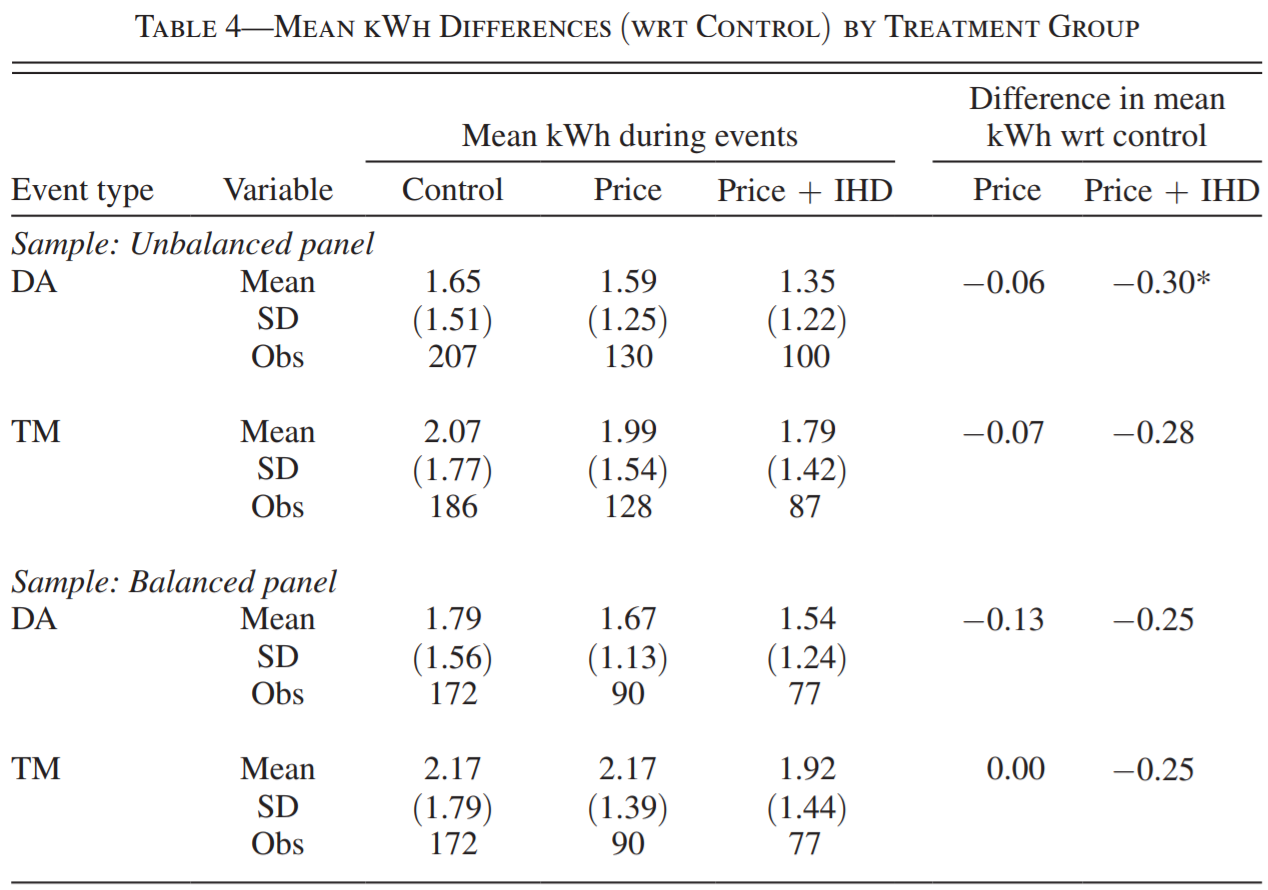 TABLE 4—MEAN KWH DIFFERENCES (WRT CONTROL) BY TREATMENT GROUP
Difference in mean
Mean kWh during events kWh wrt control
Event type Variable Control Price Price + IHD Price Price + IHD
Sample: Unbalanced panel
DA Mean 1.65 1.59 1.35 −0.06 −0.30*
SD (1.51) (1.25) (1.22)
Obs 207 130 100
TM Mean 2.07 1.99 1.79 −0.07 −0.28
SD (1.77) (1.54) (1.42)
Obs 186 128 87
Sample: Balanced panel
DA Mean 1.79 1.67 1.54 −0.13 −0.25
SD (1.56) (1.13) (1.24)
Obs 172 90 77
TM Mean 2.17 2.17 1.92 0.00 −0.25
SD (1.79) (1.39) (1.44)
Obs 172 90 77